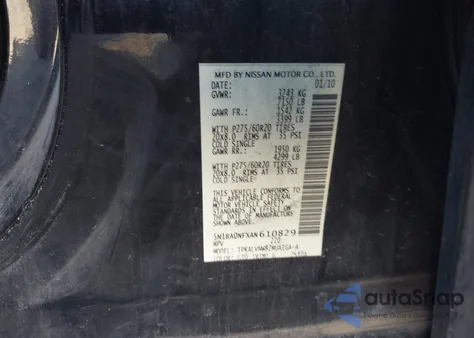 MFD BY NISSAN MOTOR CO., LTD.
DATE: 01/10
GVWR: 3243 KG
7150 LB
GAWR FR: 1542 KG
3399 LB
WITH P275/60R20 TIRES
20X8.0 RIMS AT 35 PSI
COLD SINGLE
GAWR RR: 1950 KG
4299 LB
WITH P275/60R20 TIRES
20X8.0 RIMS AT 35 PSI
COLD SINGLE
THIS VEHICLE CONFORMS TO
ALL APPLICABLE FEDERAL
MOTOR VEHICLE SAFETY
STANDARDS IN EFFECT ON
THE DATE OF MANUFACTURE
SHOWN ABOVE.
610829
MPV
MODEL:
COLOR:
autoSnap